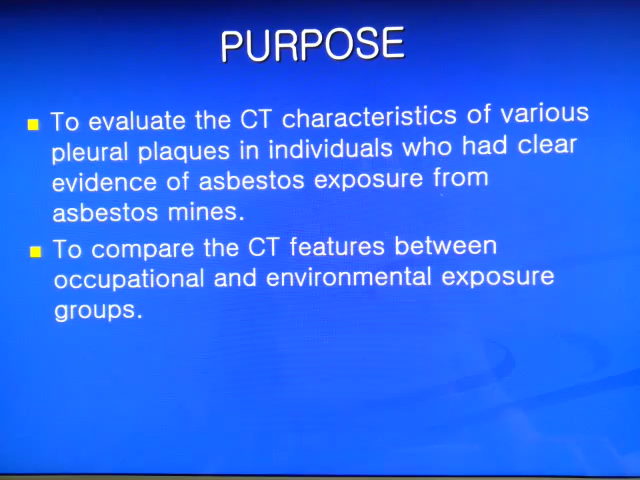 PURPOSE
To evaluate the CT characteristics of various
pleural plaques in individuals who had clear
evidence of asbestos exposure from
asbestos mines.
To compare the CT features between
occupational and environmental exposure
groups.